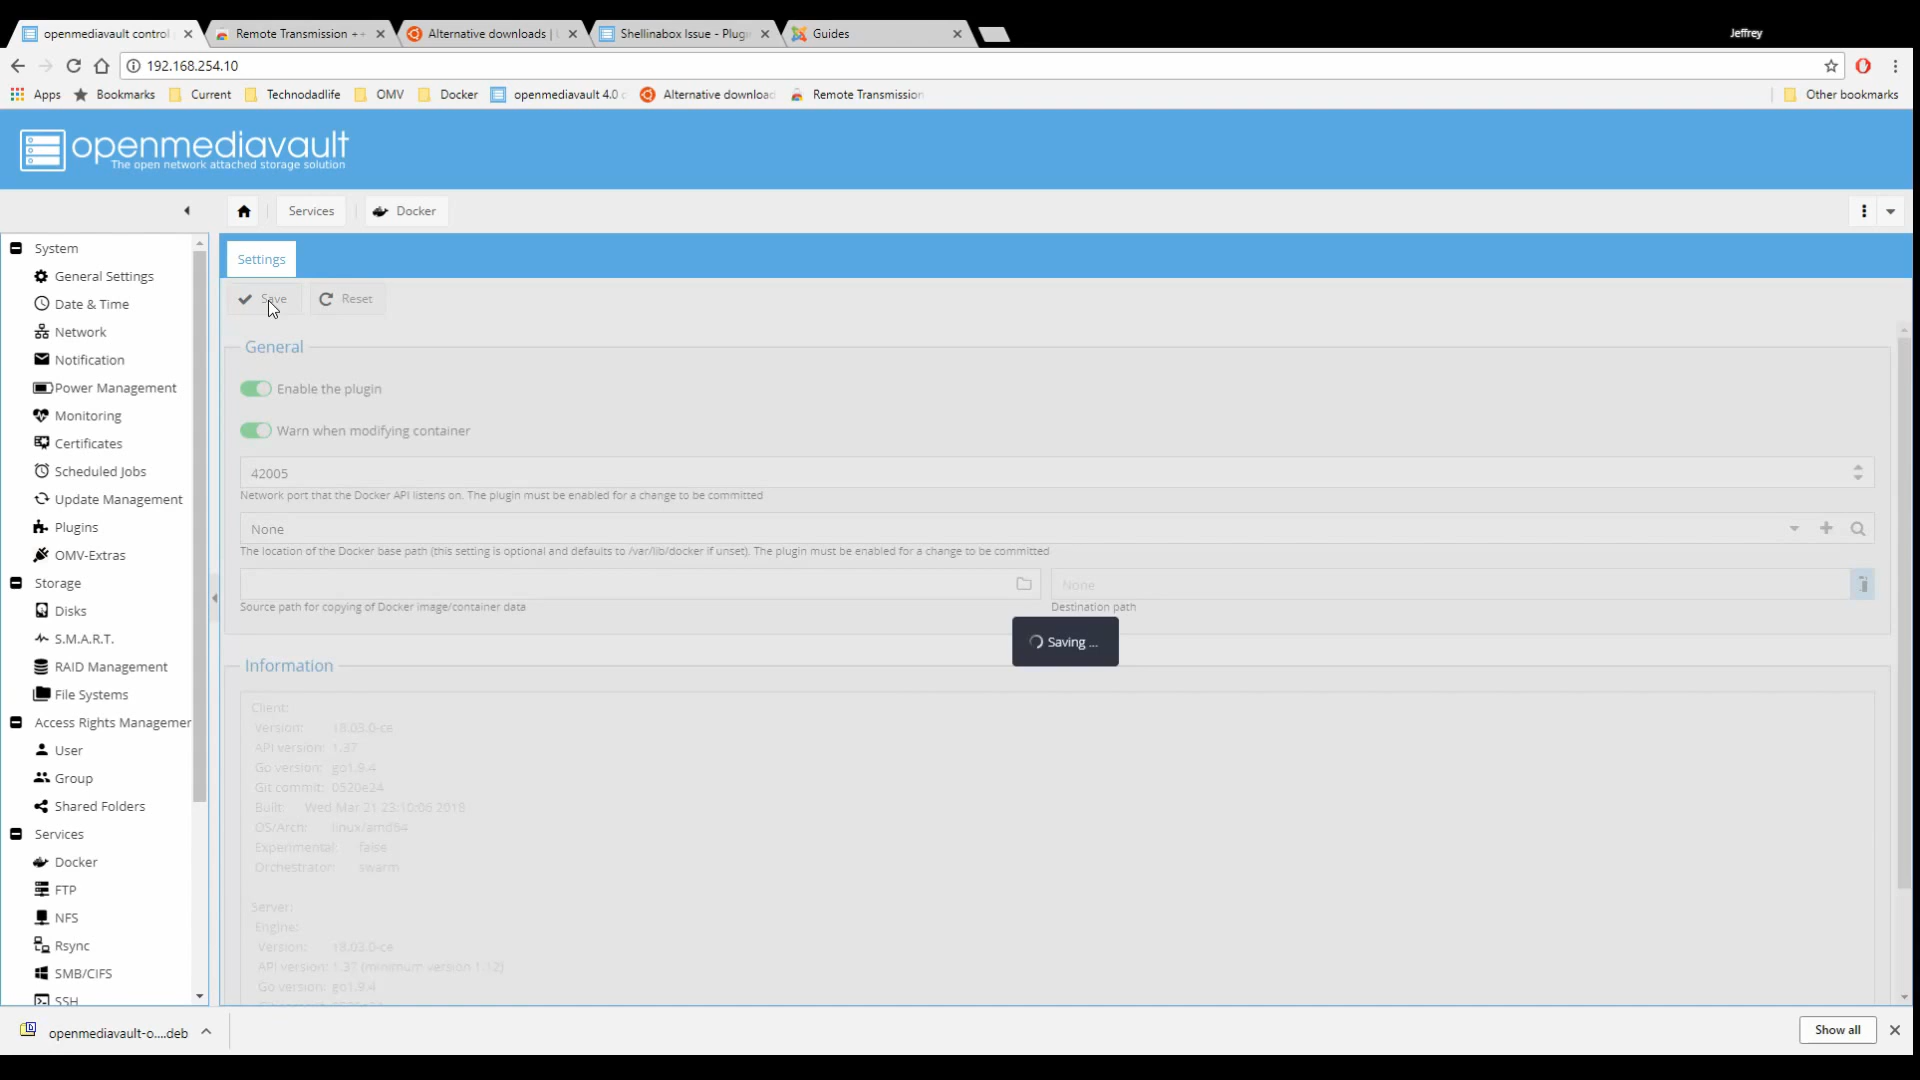 openmediavault control
Remote Transmission +
Alternative downloads |
Shellinabox Issue - Plug
Guides
Jeffrey
192.168.254.10
Apps
Bookmarks
Current
Technodadlife
OMV
Docker
openmediavault 4.0
Alternative download
Remote Transmission
Other bookmarks
openmediavault
The open network attached storage solution
Services
Docker
System
General Settings
Date & Time
Network
Notification
Power Management
Monitoring
Certificates
Scheduled Jobs
Update Management
Plugins
OMV-Extras
Storage
Disks
S.M.A.R.T.
RAID Management
File Systems
Access Rights Managemen
User
Group
Shared Folders
Services
Docker
FTP
NFS
Rsync
SMB/CIFS
SSH
Settings
Save
Reset
General
Enable the plugin
Warn when modifying container
42005
Network port that the Docker API listens on. The plugin must be enabled for a change to be committed
None
The location of the Docker base path (this setting is optional and defaults to /var/lib/docker if unset). The plugin must be enabled for a change to be committed
None
Source path for copying of Docker image/container data
Destination path
Saving ...
Information
Client:
Version: 18.03.0-ce
API version: 1.37
Go version: go1.9.4
Git commit: 0520e24
Built: Wed Mar 21 23:10:06 2018
OS/Arch: linux/amd64
Experimental: false
Orchestrator: swarm
Server:
Engine:
Version: 18.03.0-ce
API version: 1.37 (minimum version 1.12)
Go version: go1.9.4
openmediavault-o....deb
Show all